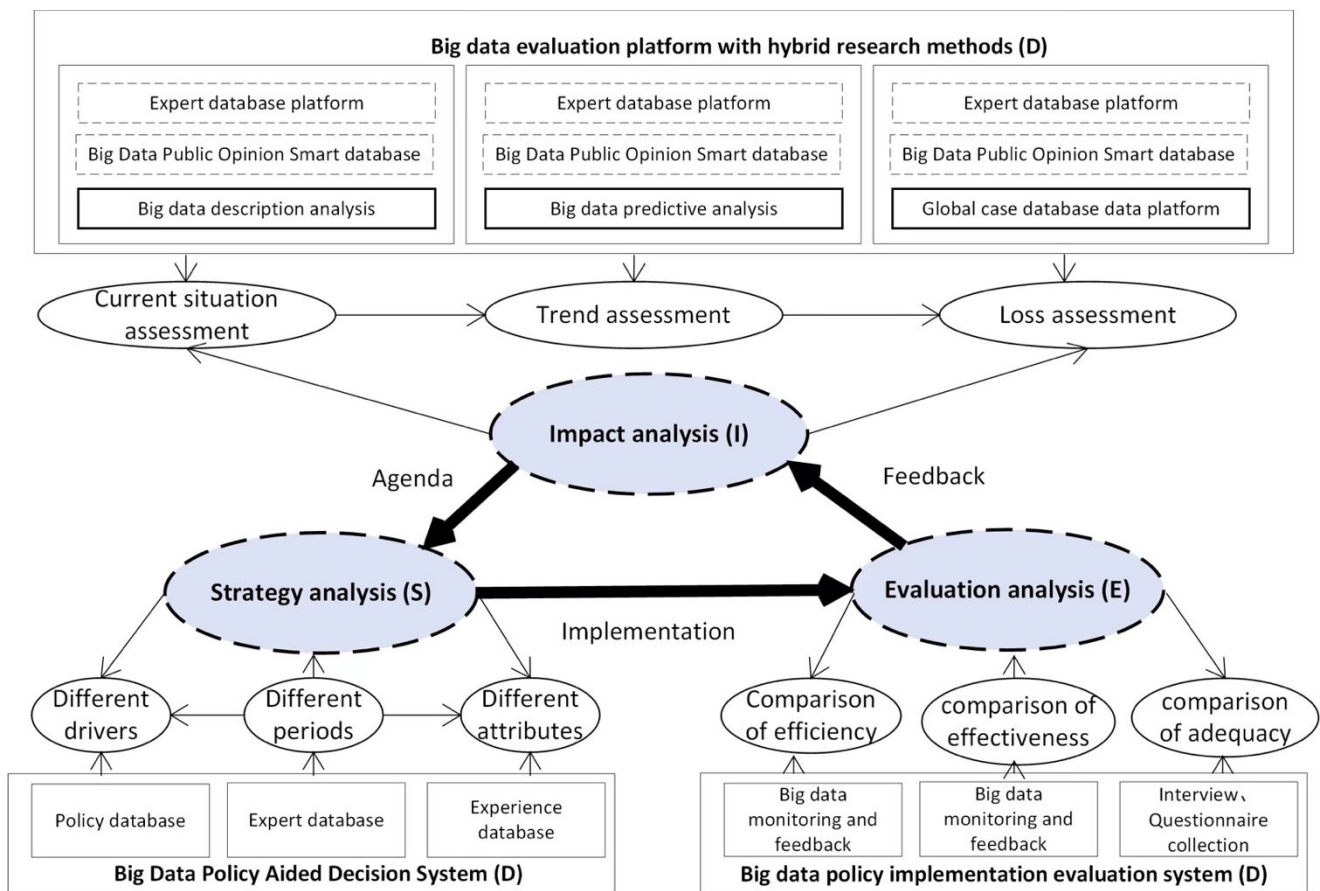 Big data evaluation platform with hybrid research methods (D)
Expert database platform
Big Data Public Opinion Smart database
Big data description analysis
Expert database platform
Big Data Public Opinion Smart database
Big data predictive analysis
Expert database platform
Big Data Public Opinion Smart database
Global case database data platform
Current situation
assessment
Trend assessment
Loss assessment
Impact analysis (I)
Agenda
Feedback
Strategy analysis (S)
Evaluation analysis (E)
Implementation
Different
drivers
Different
periods
Different
attributes
Comparison
of efficiency
comparison of
effectiveness
comparison
of adequacy
Policy database
Expert database
Experience
database
Big Data Policy Aided Decision System (D)
Big data
monitoring and
feedback
Big data
monitoring and
feedback
Interview、
Questionnaire
collection
Big data policy implementation evaluation system (D)